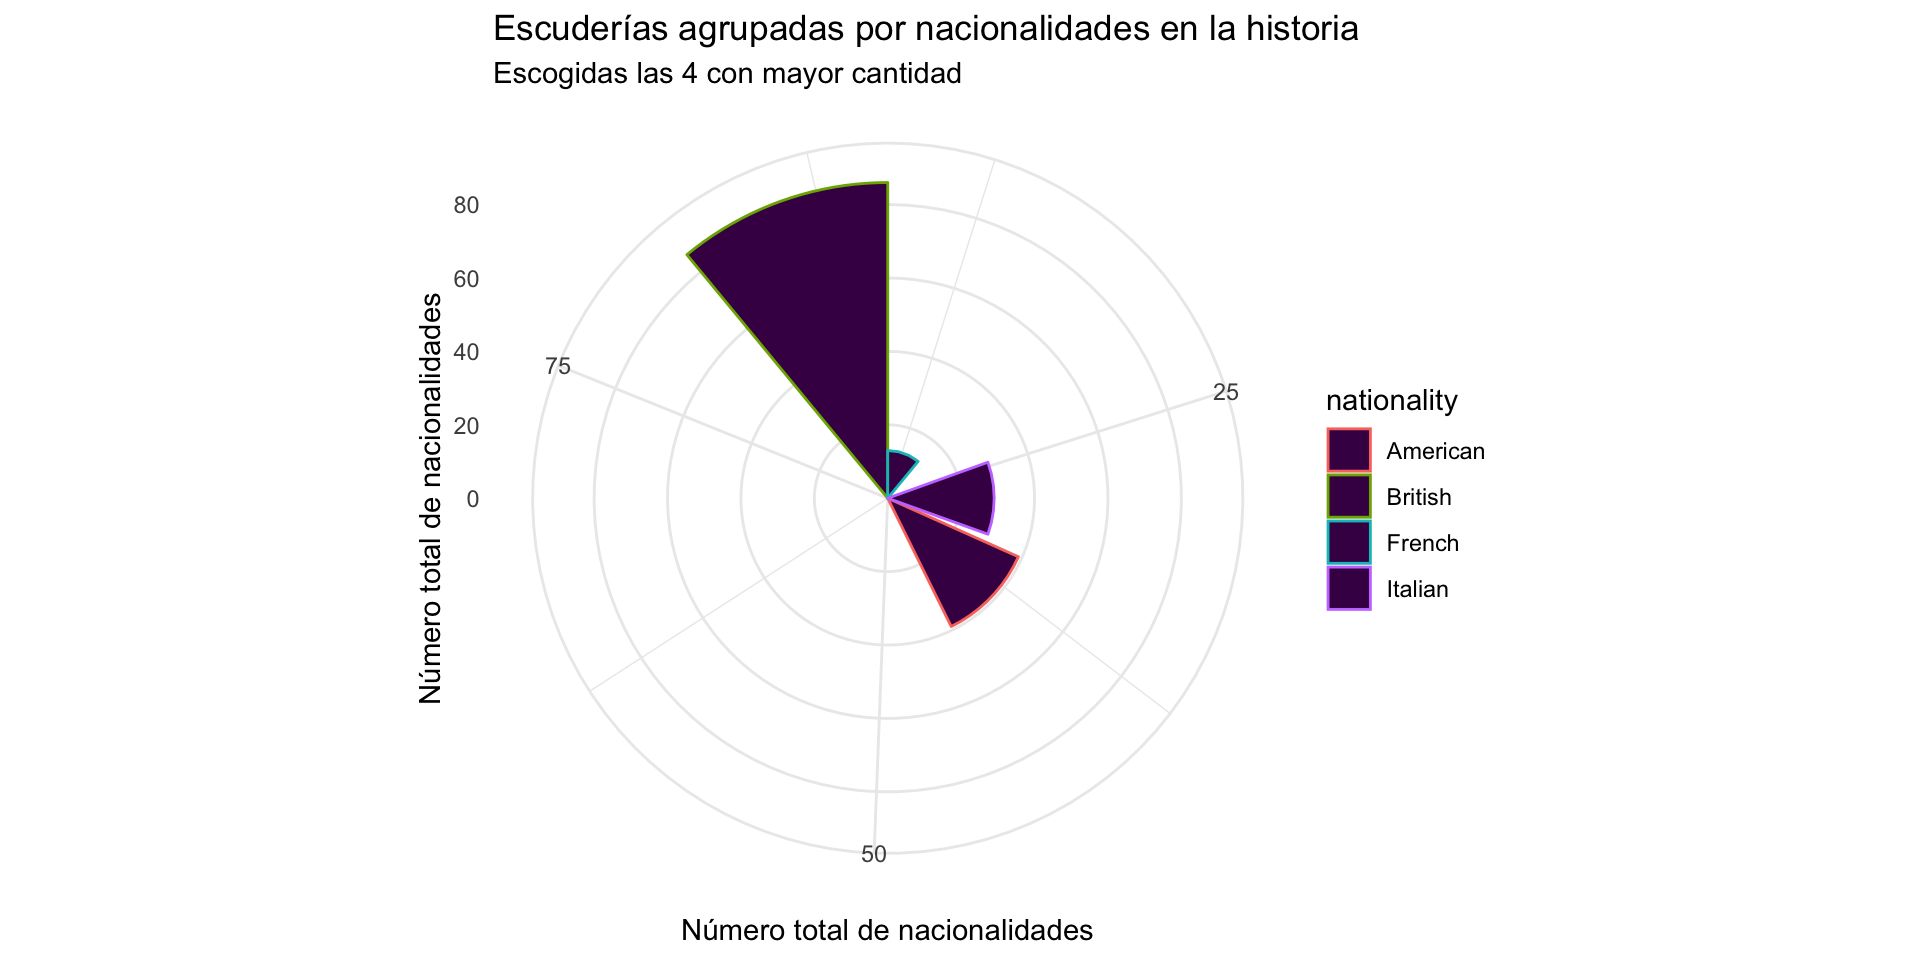 Escuderías agrupadas por nacionalidades en la historia
Escogidas las 4 con mayor cantidad
80
60
40
20
0
Número total de nacionalidades
75
25
50
Número total de nacionalidades
nationality
American
British
French
Italian